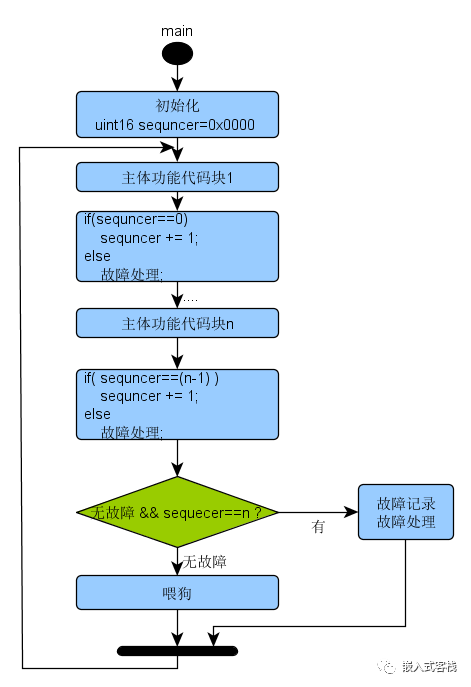 main
初始化
uint16 sequncer=0x0000
主体功能代码块1
if(sequncer==0)
sequncer += 1;
else
故障处理;
....
主体功能代码块n
if( sequncer==(n-1) )
sequncer += 1;
else
故障处理;
无故障 && sequecer==n ?
有
故障记录
故障处理
无故障
喂狗
嵌入式客栈